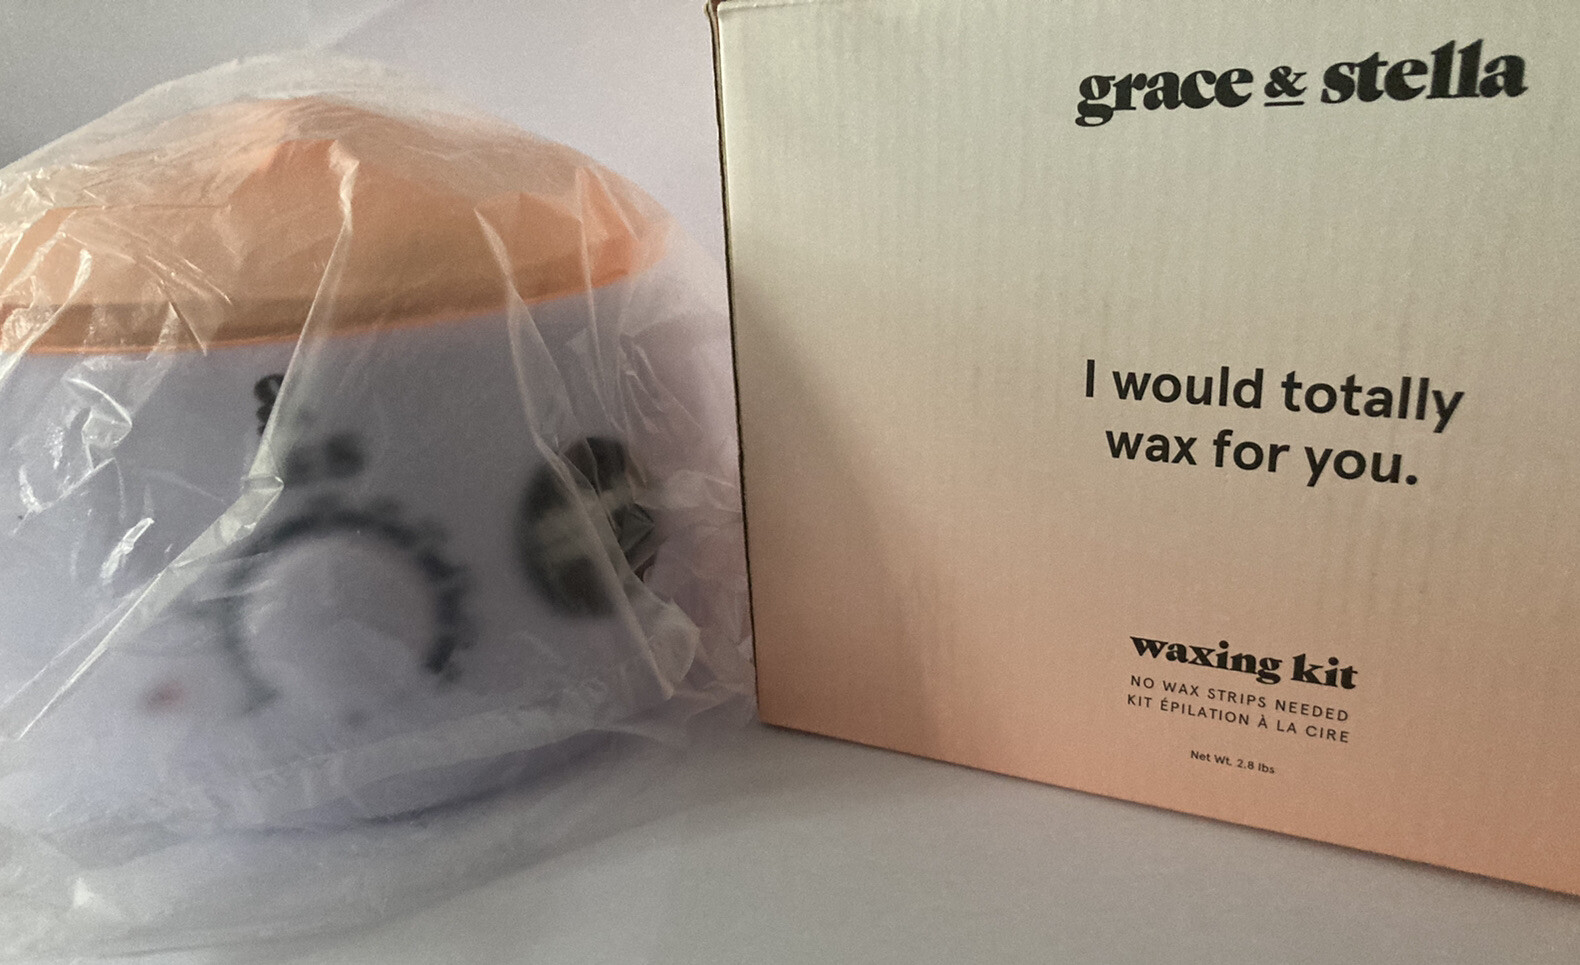 grace & stella
I would totally
wax for you.
waxing kit
NO WAX STRIPS NEEDED
KIT ÉPILATION À LA CIRE
Net Wt. 2.8 lbs